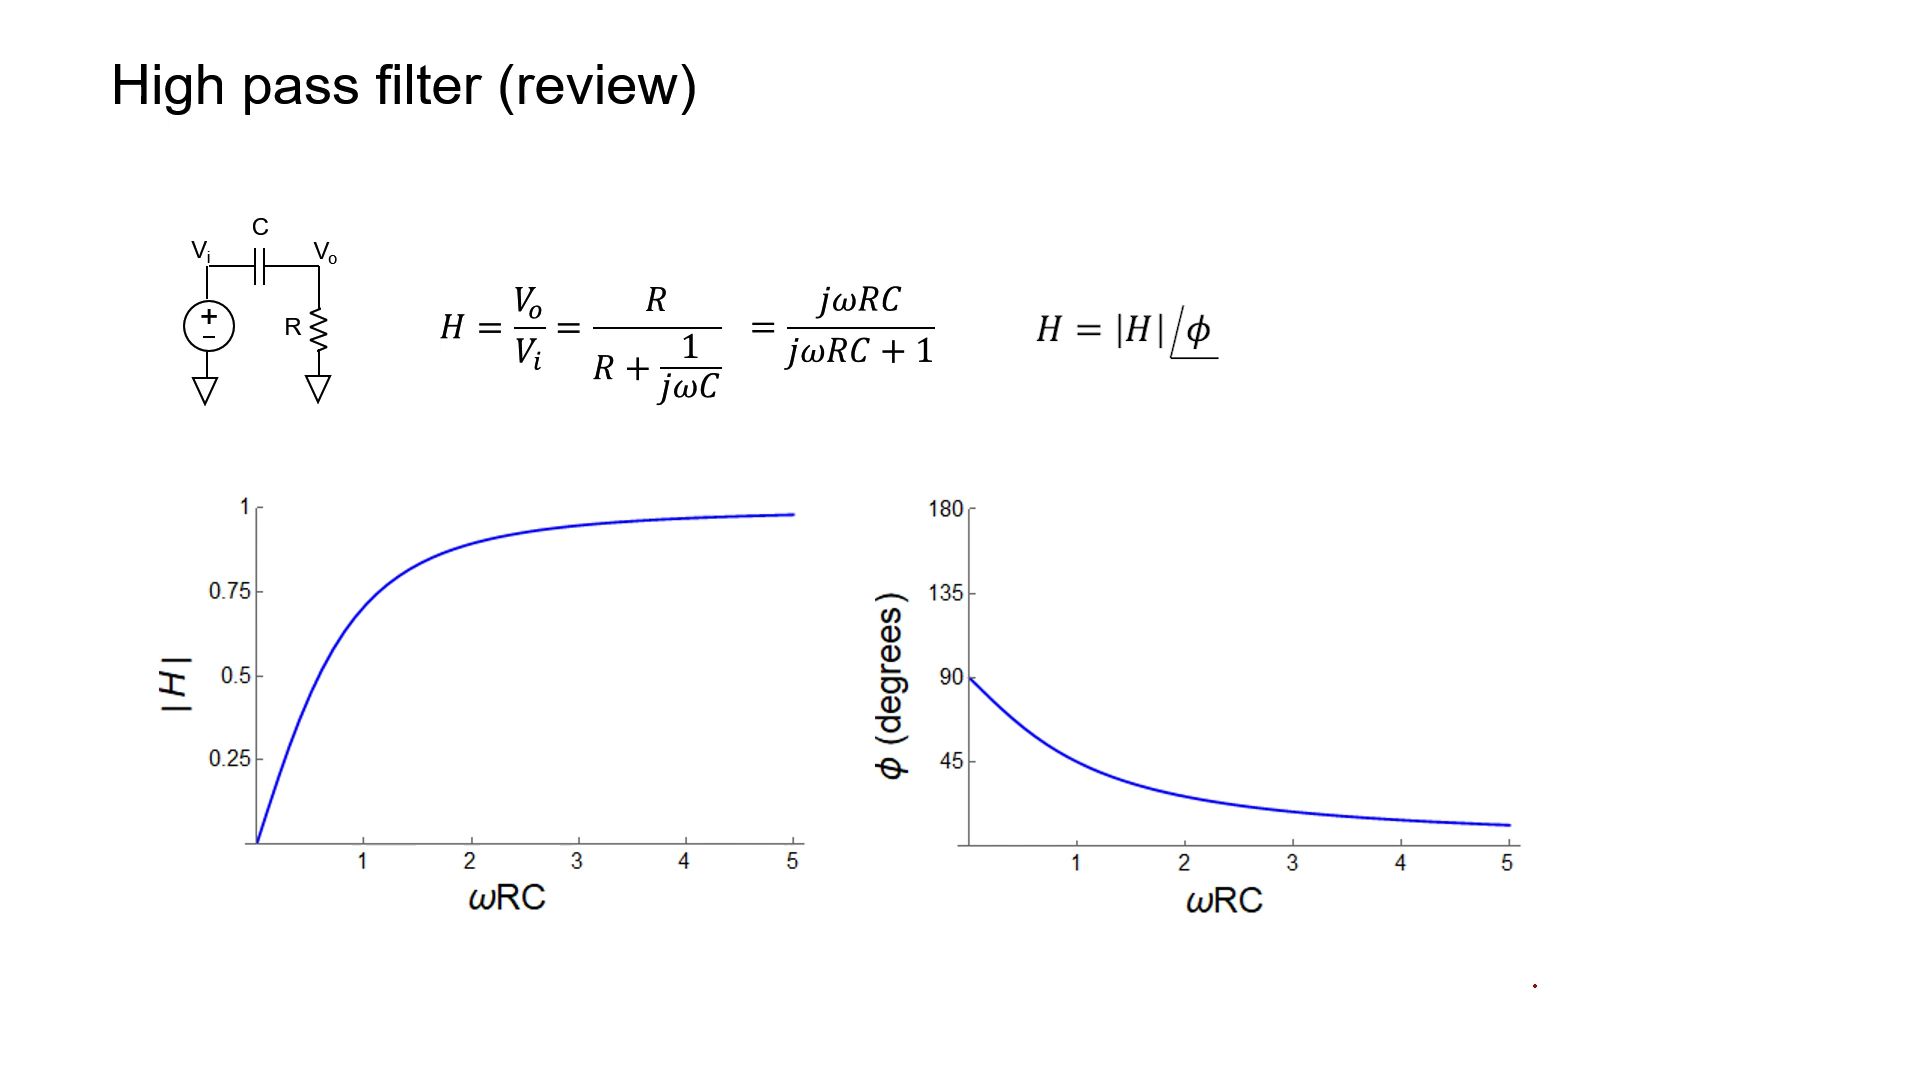 High pass filter (review)
C
Vi
Vo
+
−
R
H = Vo/Vi = R/(R + 1/(jωC)) = jωRC/(jωRC + 1)
H = |H|∠ϕ
1
0.75
0.5
0.25
|H|
1 2 3 4 5
ωRC
180
135
90
45
ϕ (degrees)
1 2 3 4 5
ωRC